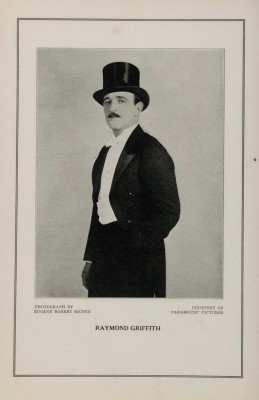 PHOTOGRAPH BY
EUGENE ROBERT RICHEE
COURTESY OF
PARAMOUNT PICTURES
RAYMOND GRIFFITH